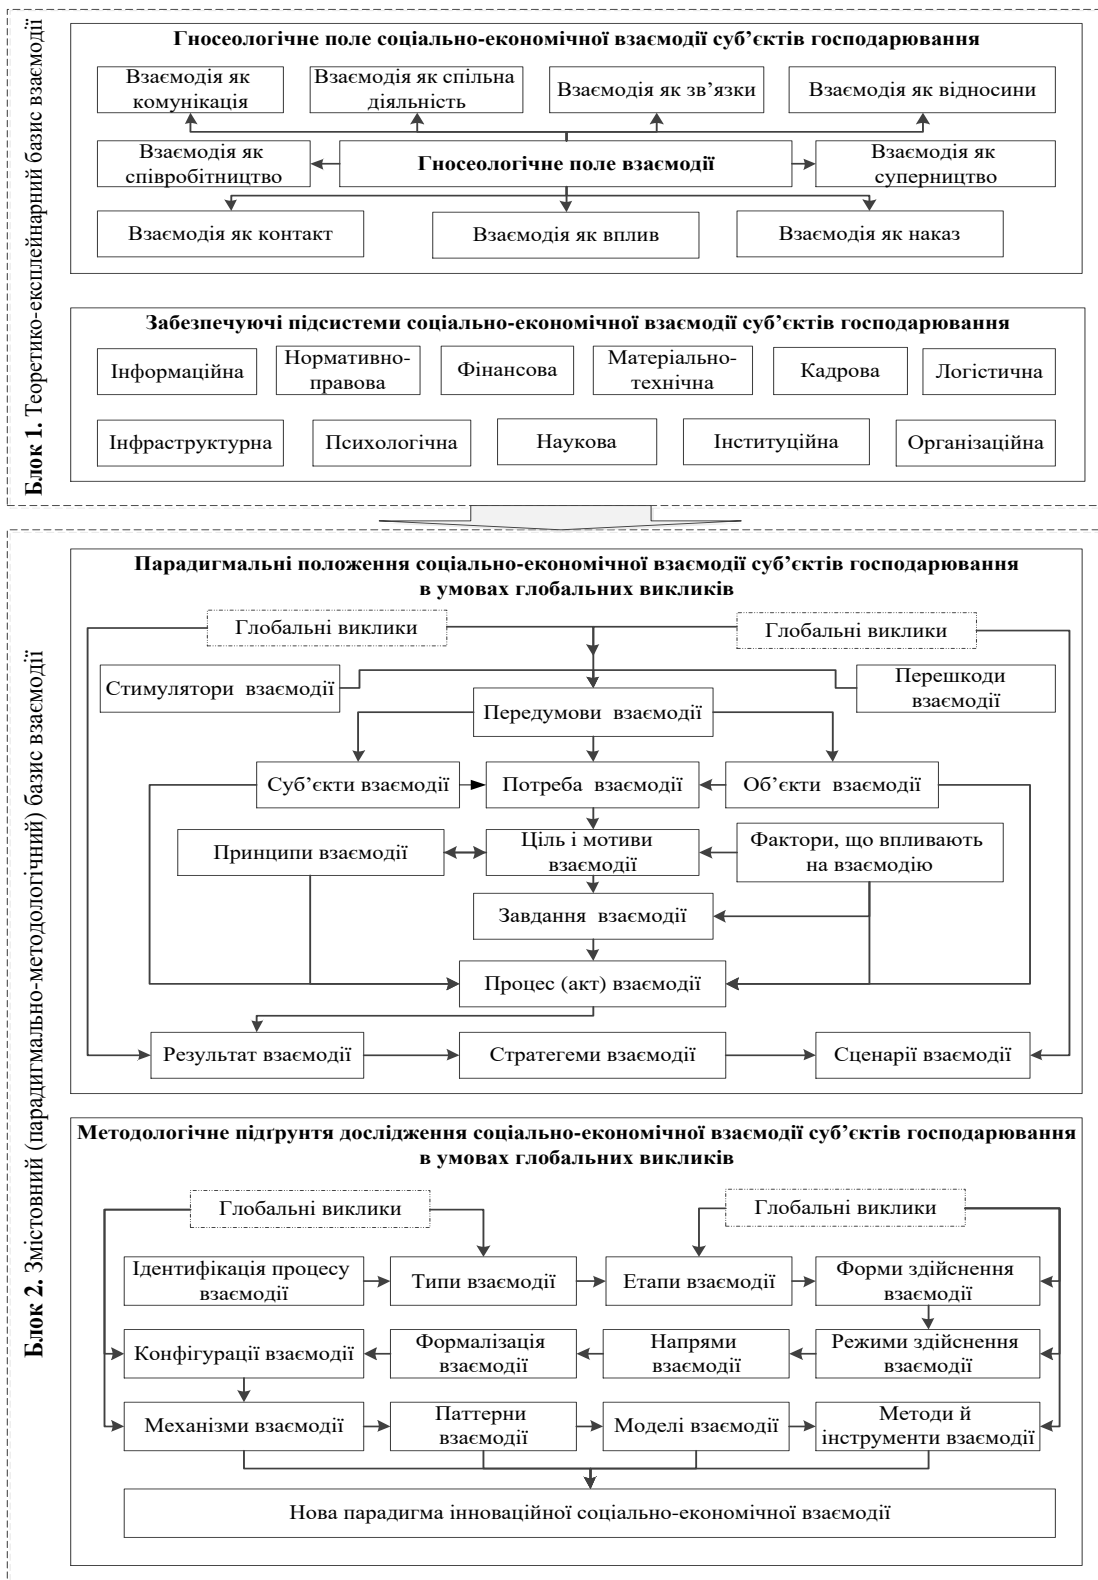 Блок 1. Теоретико-експлейнарний базис взаємодії
Гносеологічне поле соціально-економічної взаємодії суб’єктів господарювання
Взаємодія як
комунікація
Взаємодія як спільна
діяльність
Взаємодія як зв’язки
Взаємодія як відносини
Взаємодія як
співробітництво
Гносеологічне поле взаємодії
Взаємодія як
суперництво
Взаємодія як контакт
Взаємодія як вплив
Взаємодія як наказ
Забезпечуючі підсистеми соціально-економічної взаємодії суб’єктів господарювання
Інформаційна
Нормативно-
правова
Фінансова
Матеріально-
технічна
Кадрова
Логістична
Інфраструктурна
Психологічна
Наукова
Інституційна
Організаційна
Блок 2. Змістовний (парадигмально-методологічний) базис взаємодії
Парадигмальні положення соціально-економічної взаємодії суб’єктів господарювання
в умовах глобальних викликів
Глобальні виклики
Глобальні виклики
Стимулятори взаємодії
Перешкоди
взаємодії
Передумови взаємодії
Суб’єкти взаємодії
Потреба взаємодії
Об’єкти взаємодії
Принципи взаємодії
Ціль і мотиви
взаємодії
Фактори, що впливають
на взаємодію
Завдання взаємодії
Процес (акт) взаємодії
Результат взаємодії
Стратегеми взаємодії
Сценарії взаємодії
Методологічне підґрунтя дослідження соціально-економічної взаємодії суб’єктів господарювання
в умовах глобальних викликів
Глобальні виклики
Глобальні виклики
Ідентифікація процесу
взаємодії
Типи взаємодії
Етапи взаємодії
Форми здійснення
взаємодії
Конфігурації взаємодії
Формалізація
взаємодії
Напрями
взаємодії
Режими здійснення
взаємодії
Механізми взаємодії
Паттерни
взаємодії
Моделі взаємодії
Методи й
інструменти взаємодії
Нова парадигма інноваційної соціально-економічної взаємодії